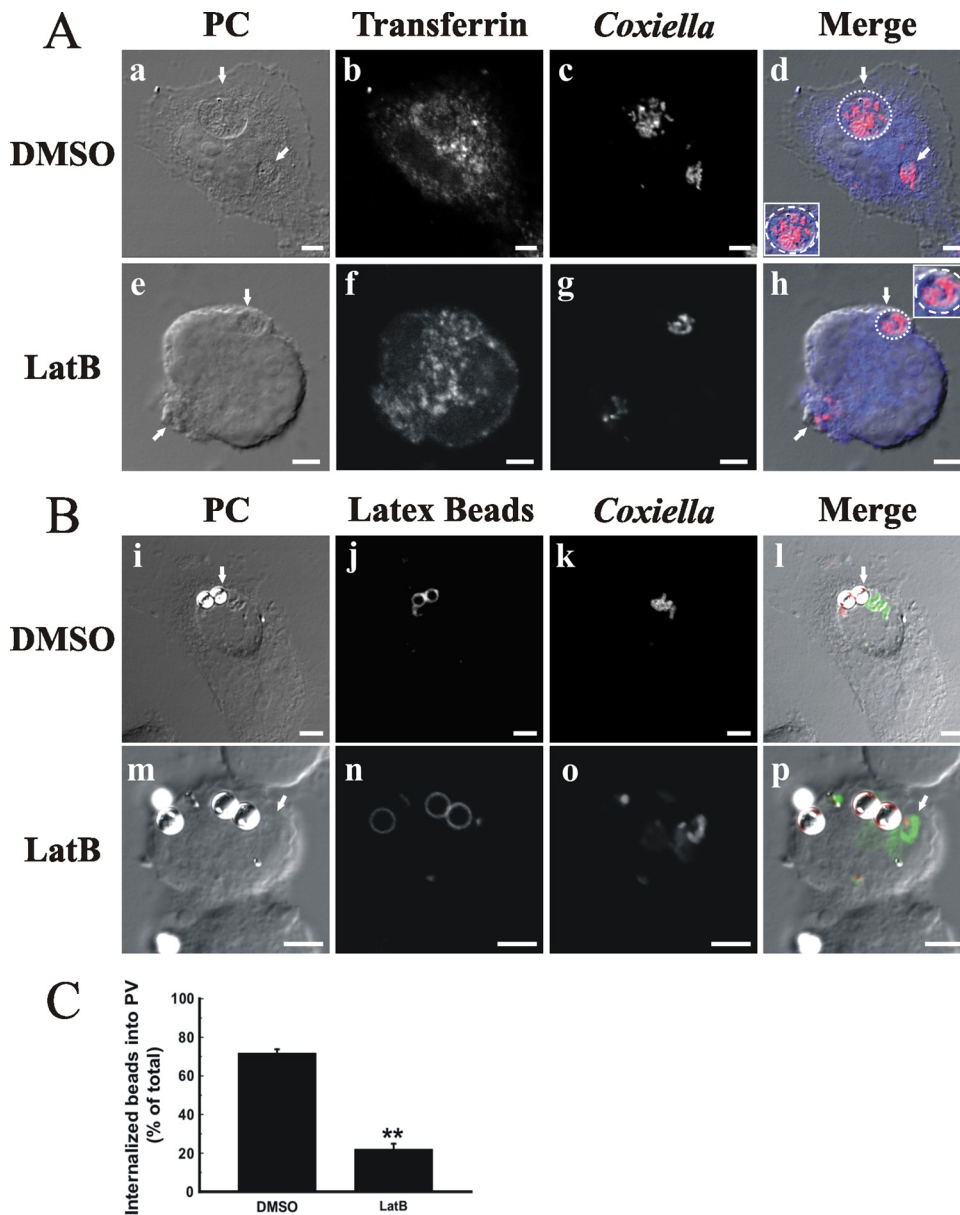 A
PC Transferrin Coxiella Merge
DMSO
a b c d
LatB
e f g h
B
PC Latex Beads Coxiella Merge
DMSO
i j k l
LatB
m n o p
C
Internalized beads into PV
(% of total)
100
80
60
40
20
0
**
DMSO LatB